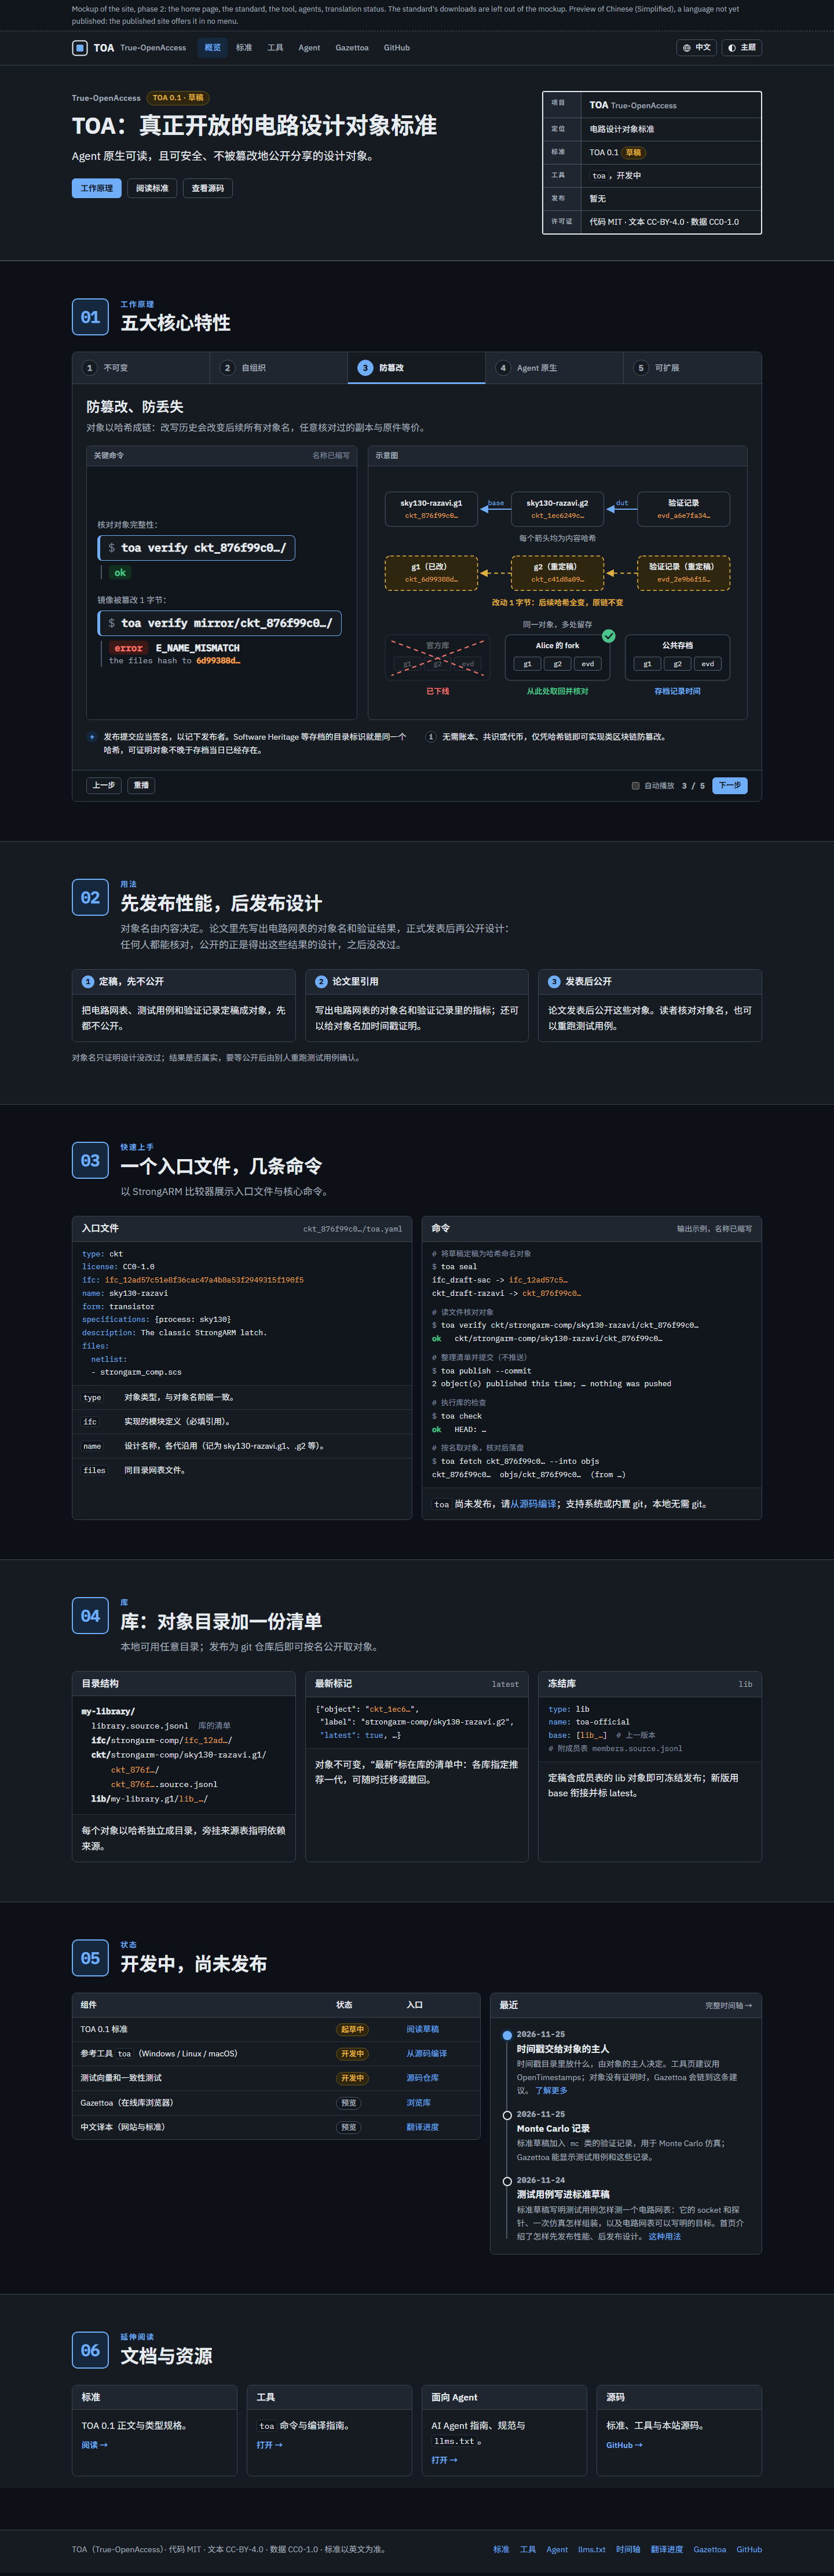 Mockup of the site, phase 2: the home page, the standard, the tool, agents, translation status. The standard's downloads are left out of the mockup. Preview of Chinese (Simplified), a language not yet
published: the published site offers it in no menu.
TOA True-OpenAccess 概览 标准 工具 Agent Gazettoa GitHub 中文 主题
True-OpenAccess TOA 0.1 · 草稿
TOA：真正开放的电路设计对象标准
Agent 原生可读，且可安全、不被篡改地公开分享的设计对象。
工作原理 阅读标准 查看源码
项目 TOA True-OpenAccess
定位 电路设计对象标准
标准 TOA 0.1 草稿
工具 toa ，开发中
发布 暂无
许可证 代码 MIT · 文本 CC-BY-4.0 · 数据 CC0-1.0
01
工作原理
五大核心特性
1 不可变 2 自组织 3 防篡改 4 Agent 原生 5 可扩展
防篡改、防丢失
对象以哈希成链：改写历史会改变后续所有对象名，任意核对过的副本与原件等价。
关键命令 名称已缩写
核对对象完整性：
$ toa verify ckt_876f99c0…/
ok
镜像被篡改 1 字节：
$ toa verify mirror/ckt_876f99c0…/
error E_NAME_MISMATCH
the files hash to 6d99388d…
示意图
sky130-razavi.g1 base sky130-razavi.g2 dut 验证记录
ckt_876f99c0… ckt_1ec6249c… evd_a6e7fa34…
每个箭头均为内容哈希
g1（已改） g2（重定稿） 验证记录（重定稿）
ckt_6d99388d… ckt_c41d8a09… evd_2e9b6f15…
改动 1 字节：后续哈希全变，原链不变
同一对象，多处留存
官方库 Alice 的 fork 公共存档
g1 g2 evd g1 g2 evd g1 g2 evd
已下线 从此处取回并核对 存档记录时间
发布提交应当签名，以记下发布者。Software Heritage 等存档的目录标识就是同一个
哈希，可证明对象不晚于存档当日已经存在。
i 无需账本、共识或代币，仅凭哈希链即可实现类区块链防篡改。
上一步 重播 自动播放 3 / 5 下一步
02
用法
先发布性能，后发布设计
对象名由内容决定。论文里先写出电路网表的对象名和验证结果，正式发表后再公开设计：
任何人都能核对，公开的正是得出这些结果的设计，之后没改过。
1 定稿，先不公开
把电路网表、测试用例和验证记录定稿成对象，先
都不公开。
2 论文里引用
写出电路网表的对象名和验证记录里的指标；还可
以给对象名加时间戳证明。
3 发表后公开
论文发表后公开这些对象。读者核对对象名，也可
以重跑测试用例。
对象名只证明设计没改过；结果是否属实，要等公开后由别人重跑测试用例确认。
03
快速上手
一个入口文件，几条命令
以 StrongARM 比较器展示入口文件与核心命令。
入口文件 ckt_876f99c0…/toa.yaml
type: ckt
license: CC0-1.0
ifc: ifc_12ad57c51e8f36cac47a4b8a53f2949315f190f5
name: sky130-razavi
form: transistor
specifications: {process: sky130}
description: The classic StrongARM latch.
files:
netlist:
- strongarm_comp.scs
type 对象类型，与对象名前缀一致。
ifc 实现的模块定义（必填引用）。
name 设计名称，各代沿用（记为 sky130-razavi.g1、.g2 等）。
files 同目录网表文件。
命令 输出示例，名称已缩写
# 将草稿定稿为哈希命名对象
$ toa seal
ifc_draft-sac -> ifc_12ad57c5…
ckt_draft-razavi -> ckt_876f99c0…
# 读文件核对对象
$ toa verify ckt/strongarm-comp/sky130-razavi/ckt_876f99c0…
ok ckt/strongarm-comp/sky130-razavi/ckt_876f99c0…
# 整理清单并提交（不推送）
$ toa publish --commit
2 object(s) published this time; … nothing was pushed
# 执行库的检查
$ toa check
ok HEAD: …
# 按名取对象，核对后落盘
$ toa fetch ckt_876f99c0… --into objs
ckt_876f99c0… objs/ckt_876f99c0… (from …)
toa 尚未发布，请从源码编译；支持系统或内置 git，本地无需 git。
04
库
库：对象目录加一份清单
本地可用任意目录；发布为 git 仓库后即可按名公开取对象。
目录结构
my-library/
library.source.jsonl 库的清单
ifc/strongarm-comp/ifc_12ad…/
ckt/strongarm-comp/sky130-razavi.g1/
ckt_876f…/
ckt_876f….source.jsonl
lib/my-library.g1/lib_…/
每个对象以哈希独立成目录，旁挂来源表指明依赖
来源。
最新标记 latest
{"object": "ckt_1ec6…",
"label": "strongarm-comp/sky130-razavi.g2",
"latest": true, …}
对象不可变，“最新”标在库的清单中：各库指定推
荐一代，可随时迁移或撤回。
冻结库 lib
type: lib
name: toa-official
base: [lib_…] # 上一版本
# 附成员表 members.source.jsonl
定稿含成员表的 lib 对象即可冻结发布；新版用
base 衔接并标 latest。
05
状态
开发中，尚未发布
组件 状态 入口
TOA 0.1 标准 起草中 阅读草稿
参考工具 toa （Windows / Linux / macOS） 开发中 从源码编译
测试向量和一致性测试 开发中 源码仓库
Gazettoa（在线库浏览器） 预览 浏览库
中文译本（网站与标准） 预览 翻译进度
最近 完整时间轴 →
2026-11-25
时间戳交给对象的主人
时间戳目录里放什么，由对象的主人决定。工具页建议用
OpenTimestamps；对象没有证明时，Gazettoa 会链到这条建
议。 了解更多
2026-11-25
Monte Carlo 记录
标准草稿加入 mc 类的验证记录，用于 Monte Carlo 仿真；
Gazettoa 能显示测试用例和这些记录。
2026-11-24
测试用例写进标准草稿
标准草稿写明测试用例怎样测一个电路网表：它的 socket 和探
针、一次仿真怎样组装，以及电路网表可以写明的目标。首页介
绍了怎样先发布性能、后发布设计。 这种用法
06
延伸阅读
文档与资源
标准
TOA 0.1 正文与类型规格。
阅读 →
工具
toa 命令与编译指南。
打开 →
面向 Agent
AI Agent 指南、规范与
llms.txt 。
打开 →
源码
标准、工具与本站源码。
GitHub →
TOA（True-OpenAccess）· 代码 MIT · 文本 CC-BY-4.0 · 数据 CC0-1.0 · 标准以英文为准。
标准 工具 Agent llms.txt 时间轴 翻译进度 Gazettoa GitHub